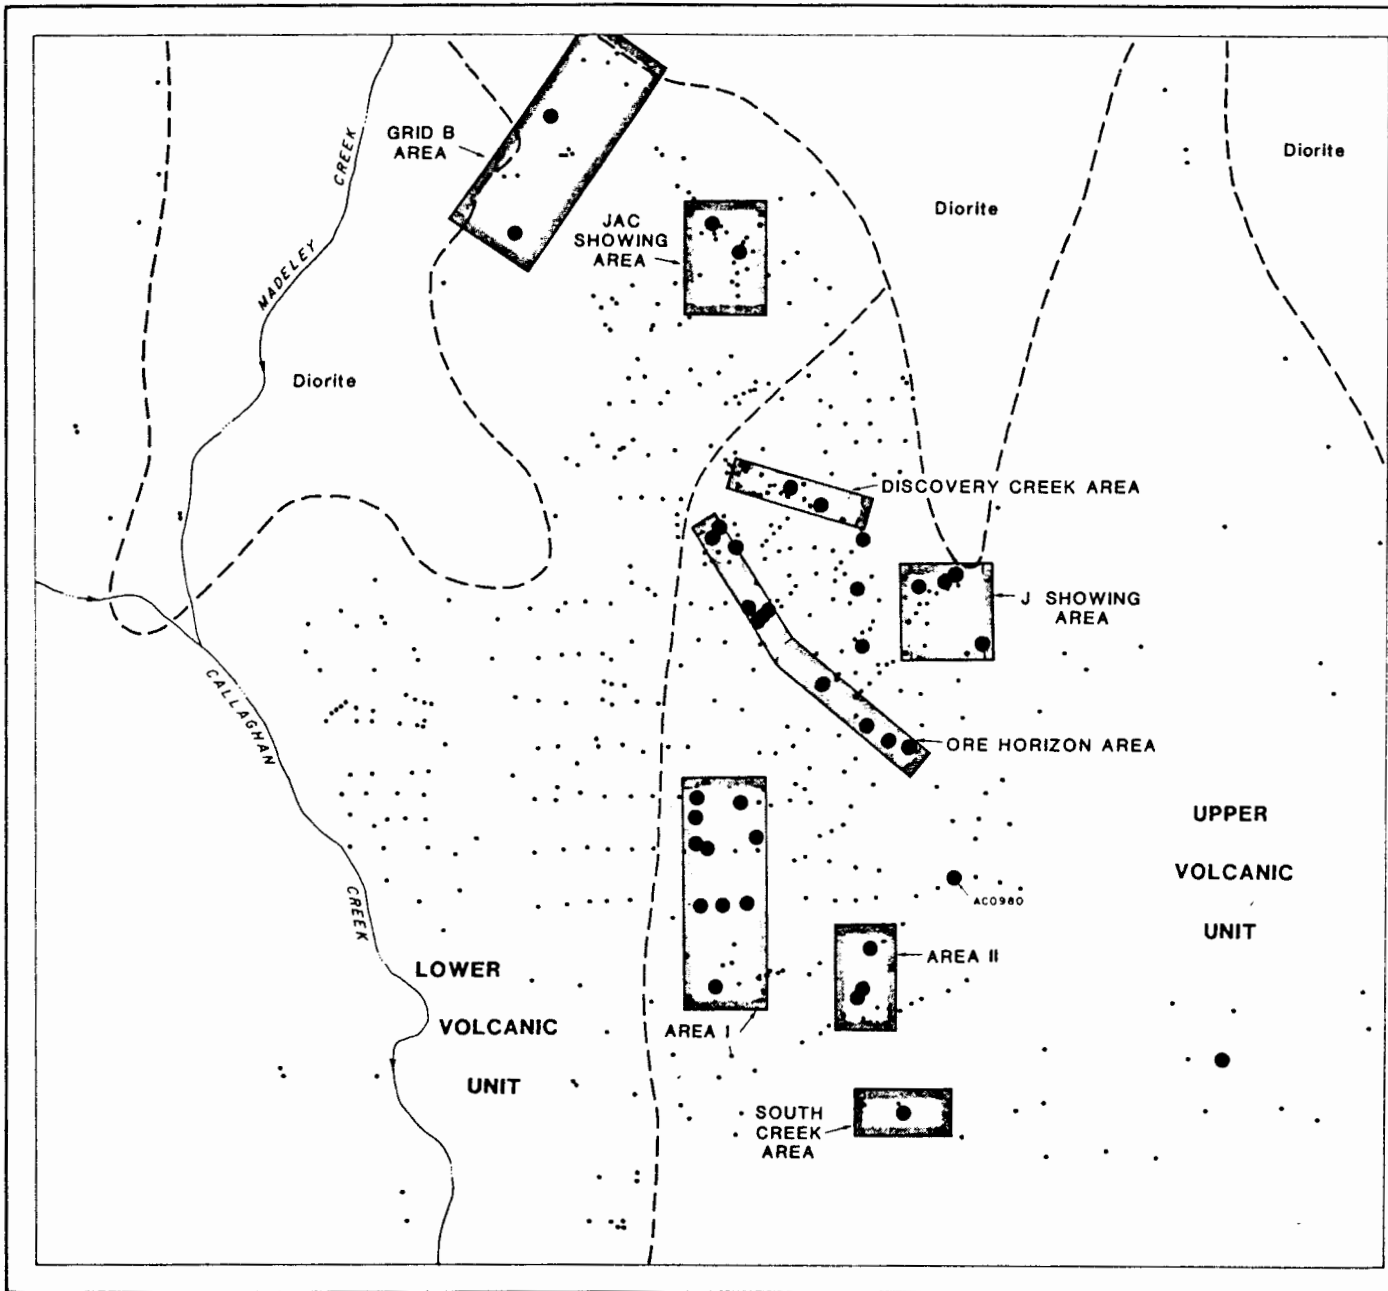 GRID B
AREA
CREEK
MADELEY
JAC
SHOWING
AREA
Diorite
Diorite
Diorite
DISCOVERY CREEK AREA
J SHOWING
AREA
CALLAGHAN
CREEK
ORE HORIZON AREA
UPPER
VOLCANIC
UNIT
AC0980
LOWER
VOLCANIC
UNIT
AREA II
AREA I
SOUTH
CREEK
AREA